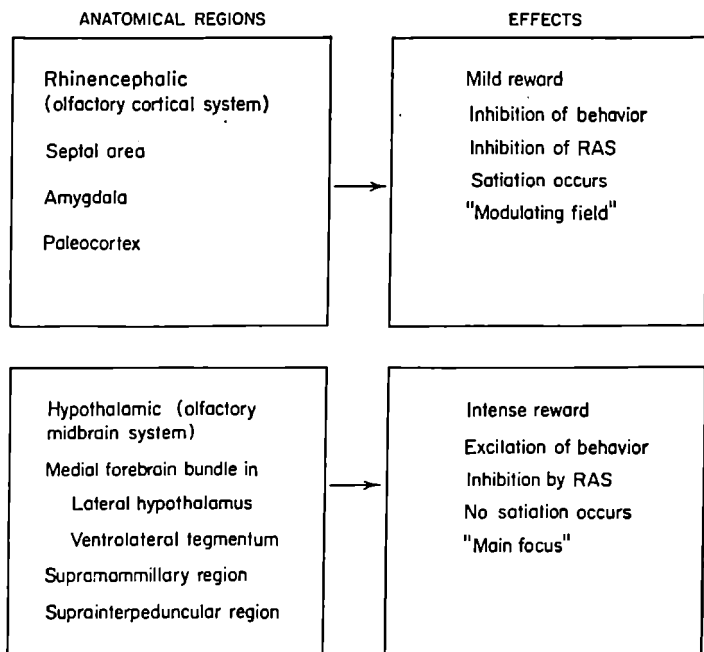 ANATOMICAL REGIONS
EFFECTS
Rhinencephalic
(olfactory cortical system)
Septal area
Amygdala
Paleocortex
Mild reward
Inhibition of behavior
Inhibition of RAS
Satiation occurs
"Modulating field"
Hypothalamic (olfactory
midbrain system)
Medial forebrain bundle in
Lateral hypothalamus
Ventrolateral tegmentum
Supramammillary region
Suprainterpeduncular region
Intense reward
Excilation of behavior
Inhibition by RAS
No satiation occurs
"Main focus"